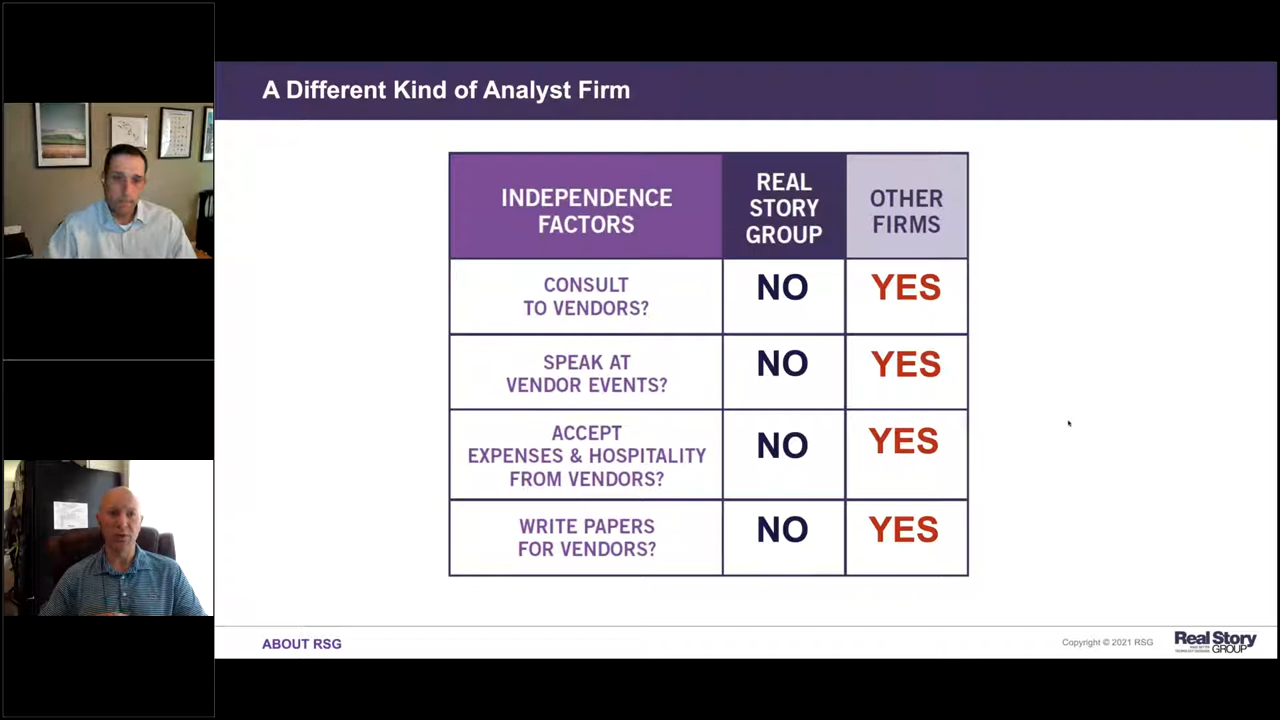 A Different Kind of Analyst Firm
INDEPENDENCE
FACTORS
REAL
STORY
GROUP
OTHER
FIRMS
CONSULT
TO VENDORS?
NO
YES
SPEAK AT
VENDOR EVENTS?
NO
YES
ACCEPT
EXPENSES & HOSPITALITY
FROM VENDORS?
NO
YES
WRITE PAPERS
FOR VENDORS?
NO
YES
ABOUT RSG
Copyright © 2021 RSG
Real Story
GROUP